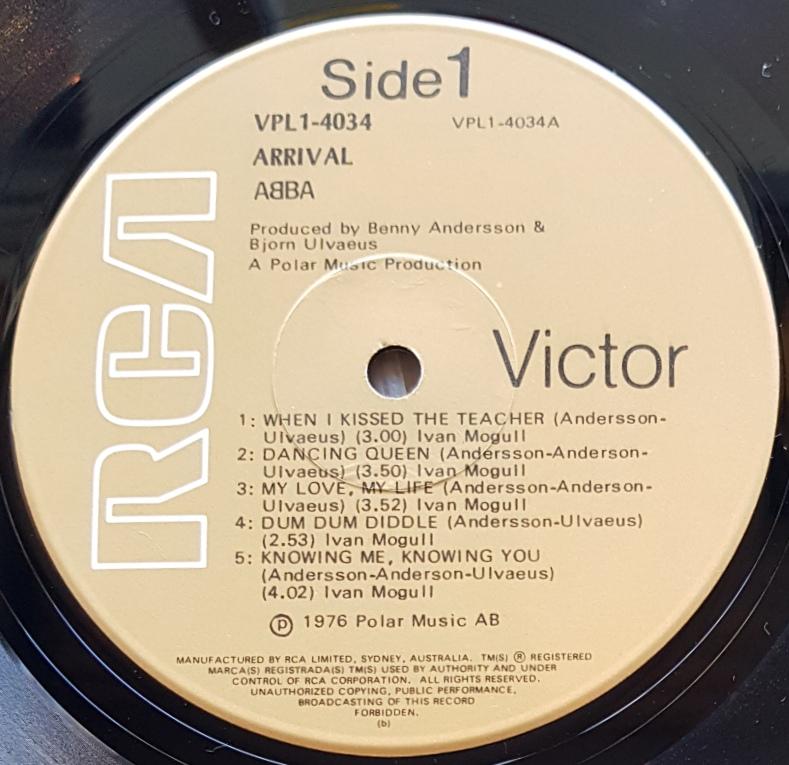 Side 1
VPL1-4034 VPL1-4034A
ARRIVAL
ABBA
Produced by Benny Andersson &
Bjorn Ulvaeus
A Polar Music Production
RCA
Victor
1: WHEN I KISSED THE TEACHER (Andersson-
Ulvaeus) (3.00) Ivan Mogull
2: DANCING QUEEN (Andersson-Anderson-
Ulvaeus) (3.50) Ivan Mogull
3: MY LOVE, MY LIFE (Andersson-Anderson-
Ulvaeus) (3.52) Ivan Mogull
4: DUM DUM DIDDLE (Andersson-Ulvaeus)
(2.53) Ivan Mogull
5: KNOWING ME, KNOWING YOU
(Andersson-Anderson-Ulvaeus)
(4.02) Ivan Mogull
℗ 1976 Polar Music AB
MANUFACTURED BY RCA LIMITED, SYDNEY, AUSTRALIA. TM(S) ® REGISTERED
MARCA(S) REGISTRADA(S) TM(S) USED BY AUTHORITY AND UNDER
CONTROL OF RCA CORPORATION. ALL RIGHTS RESERVED.
UNAUTHORIZED COPYING, PUBLIC PERFORMANCE,
BROADCASTING OF THIS RECORD
FORBIDDEN.
(b)